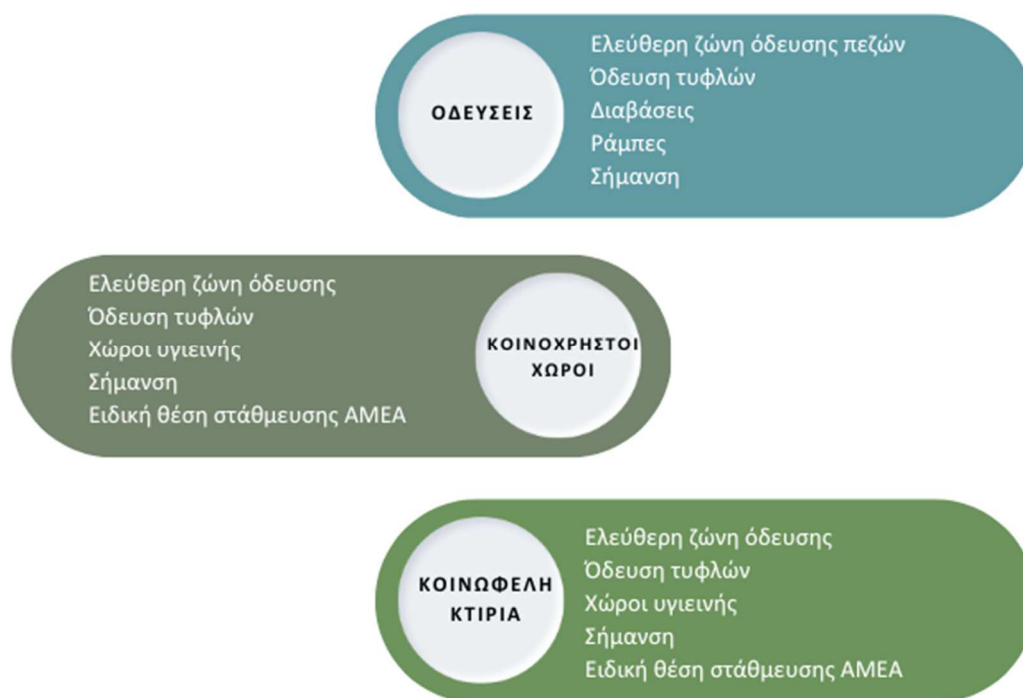 ΟΔΕΥΣΕΙΣ
Ελεύθερη ζώνη όδευσης πεζών
Όδευση τυφλών
Διαβάσεις
Ράμπες
Σήμανση
Ελεύθερη ζώνη όδευσης
Όδευση τυφλών
Χώροι υγιεινής
Σήμανση
Ειδική θέση στάθμευσης ΑΜΕΑ
ΚΟΙΝΟΧΡΗΣΤΟΙ
ΧΩΡΟΙ
ΚΟΙΝΩΦΕΛΗ
ΚΤΙΡΙΑ
Ελεύθερη ζώνη όδευσης
Όδευση τυφλών
Χώροι υγιεινής
Σήμανση
Ειδική θέση στάθμευσης ΑΜΕΑ